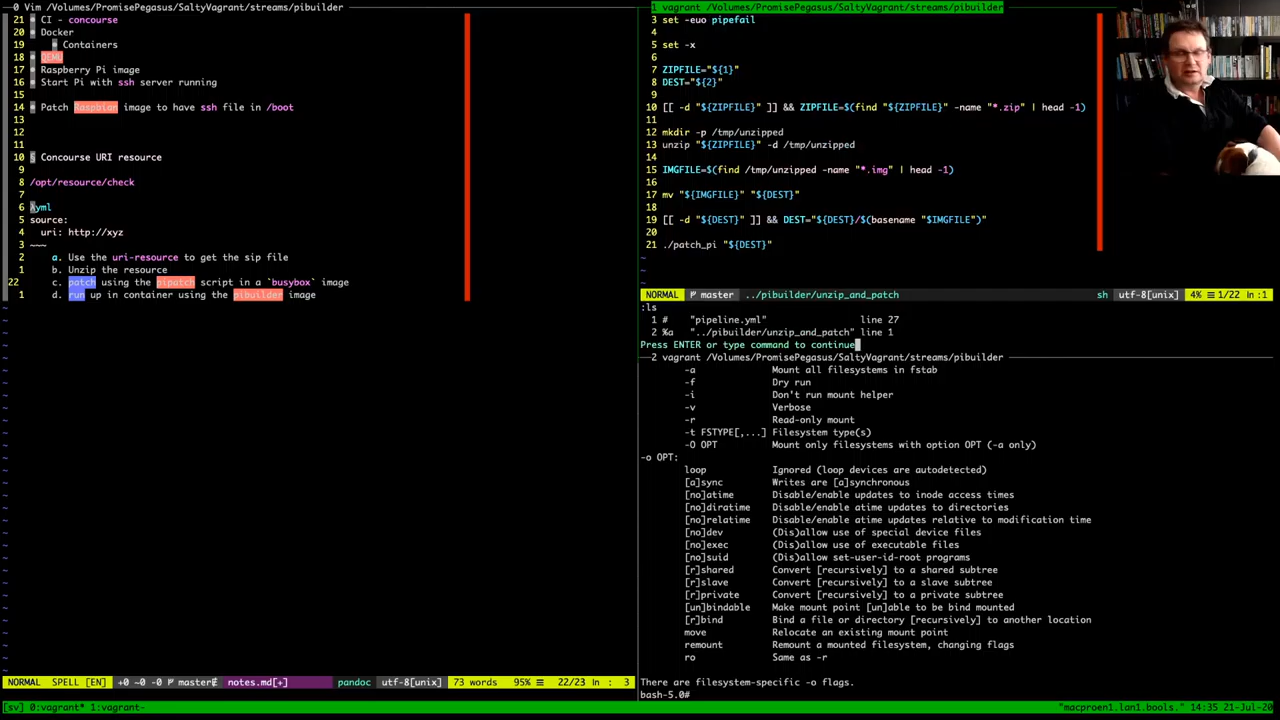 0 Vim /Volumes/PromisePegasus/SaltyVagrant/streams/pibuilder
21 CI - concourse
20 Docker
19 Containers
18 QEMU
17 Raspberry Pi image
16 Start Pi with ssh server running
15
14 Patch Raspbian image to have ssh file in /boot
13
12
11
10 § Concourse URI resource
9
8 /opt/resource/check
7
6 yml
5 source:
4 uri: http://xyz
3 ~~~
2 a. Use the uri-resource to get the sip file
1 b. Unzip the resource
22 c. patch using the pipatch script in a `busybox` image
1 d. run up in container using the pibuilder image
NORMAL SPELL [EN] +0 ~0 -0 master notes.md[+] pandoc utf-8[unix] 73 words 95% 22/23 ln : 3
1 vagrant /Volumes/PromisePegasus/SaltyVagrant/streams/pibuilder
3 set -euo pipefail
4
5 set -x
6
7 ZIPFILE="${1}"
8 DEST="${2}"
9
10 [[ -d "${ZIPFILE}" ]] && ZIPFILE=$(find "${ZIPFILE}" -name "*.zip" | head -1)
11
12 mkdir -p /tmp/unzipped
13 unzip "${ZIPFILE}" -d /tmp/unzipped
14
15 IMGFILE=$(find /tmp/unzipped -name "*.img" | head -1)
16
17 mv "${IMGFILE}" "${DEST}"
18
19 [[ -d "${DEST}" ]] && DEST="${DEST}/$(basename "$IMGFILE")"
20
21 ./patch_pi "${DEST}"
~
~
NORMAL master ../pibuilder/unzip_and_patch sh utf-8[unix] 4% 1/22 ln :1
:ls
1 # "pipeline.yml" line 27
2 %a "../pibuilder/unzip_and_patch" line 1
Press ENTER or type command to continue
2 vagrant /Volumes/PromisePegasus/SaltyVagrant/streams/pibuilder
-a Mount all filesystems in fstab
-f Dry run
-i Don't run mount helper
-v Verbose
-r Read-only mount
-t FSTYPE[,...] Filesystem type(s)
-O OPT Mount only filesystems with option OPT (-a only)
-o OPT:
loop Ignored (loop devices are autodetected)
[a]sync Writes are [a]synchronous
[no]atime Disable/enable updates to inode access times
[no]diratime Disable/enable atime updates to directories
[no]relatime Disable/enable atime updates relative to modification time
[no]dev (Dis)allow use of special device files
[no]exec (Dis)allow use of executable files
[no]suid (Dis)allow set-user-id-root programs
[r]shared Convert [recursively] to a shared subtree
[r]slave Convert [recursively] to a slave subtree
[r]private Convert [recursively] to a private subtree
[un]bindable Make mount point [un]able to be bind mounted
[r]bind Bind a file or directory [recursively] to another location
move Relocate an existing mount point
remount Remount a mounted filesystem, changing flags
ro Same as -r
There are filesystem-specific -o flags.
bash-5.0#
[sv] 0:vagrant* 1:vagrant- "macproen1.lan1.bools." 14:35 21-Jul-20